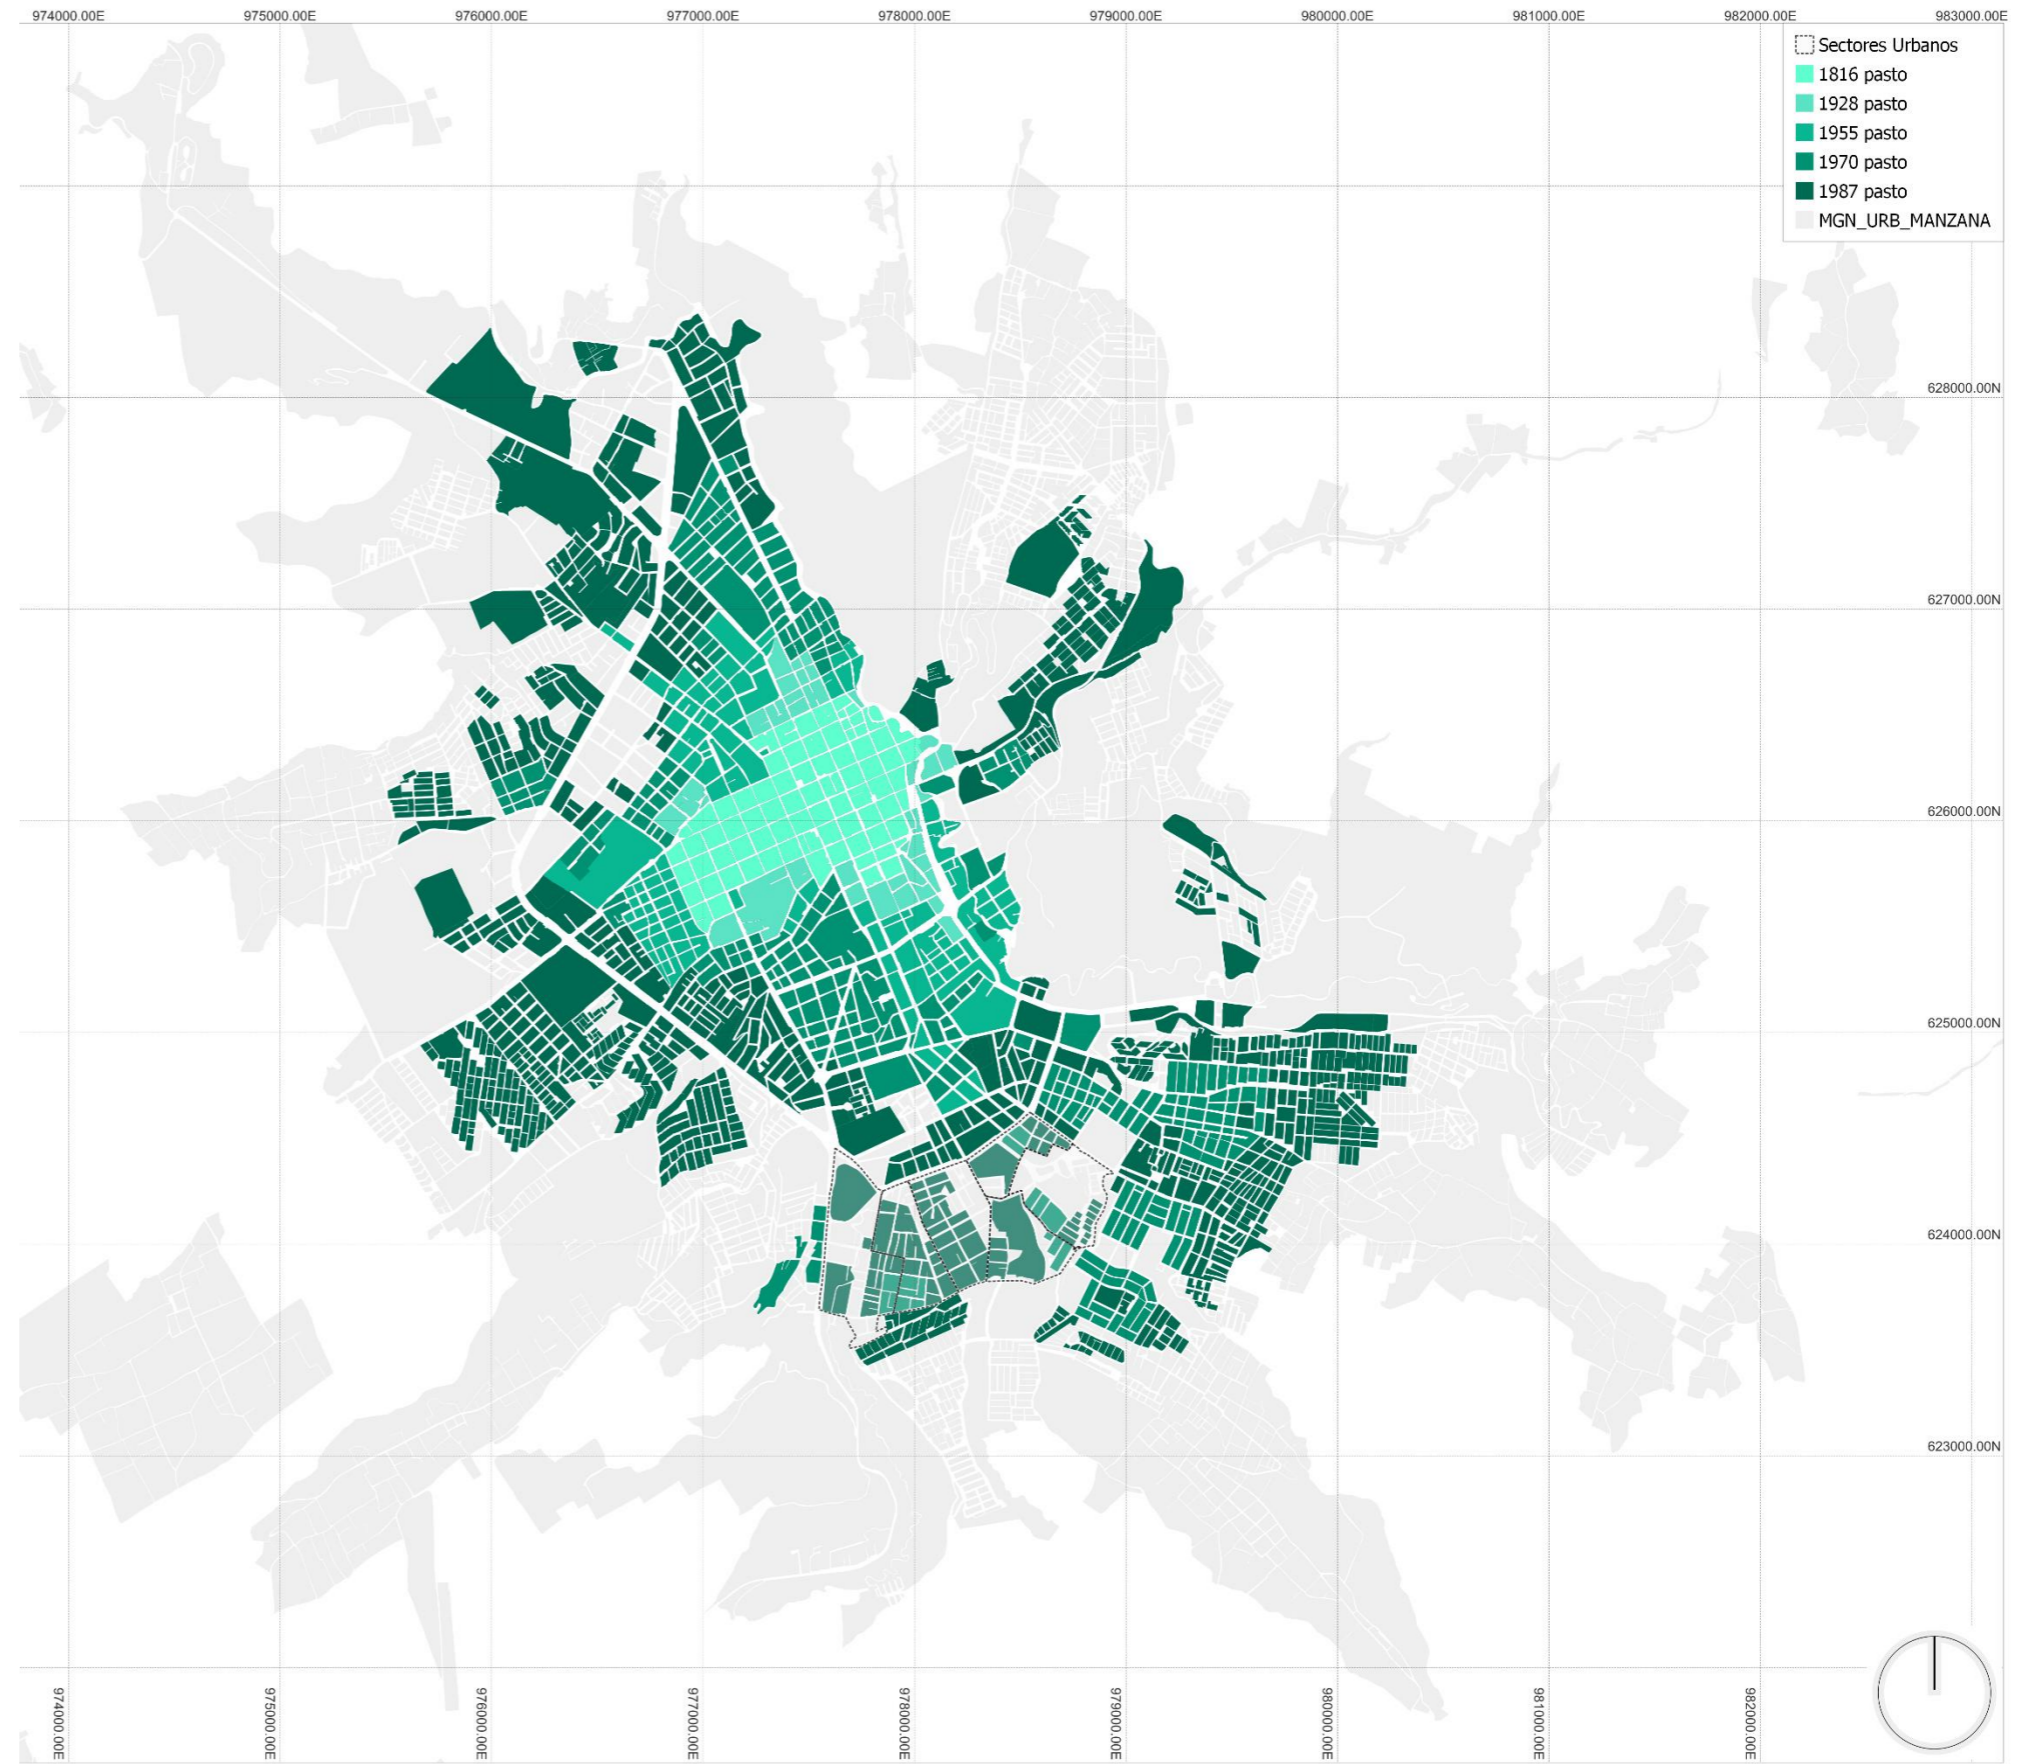 974000.00E 975000.00E 976000.00E 977000.00E 978000.00E 979000.00E 980000.00E 981000.00E 982000.00E 983000.00E
Sectores Urbanos
1816 pasto
1928 pasto
1955 pasto
1970 pasto
1987 pasto
MGN_URB_MANZANA
628000.00N
627000.00N
626000.00N
625000.00N
624000.00N
623000.00N
974000.00E 975000.00E 976000.00E 977000.00E 978000.00E 979000.00E 980000.00E 981000.00E 982000.00E